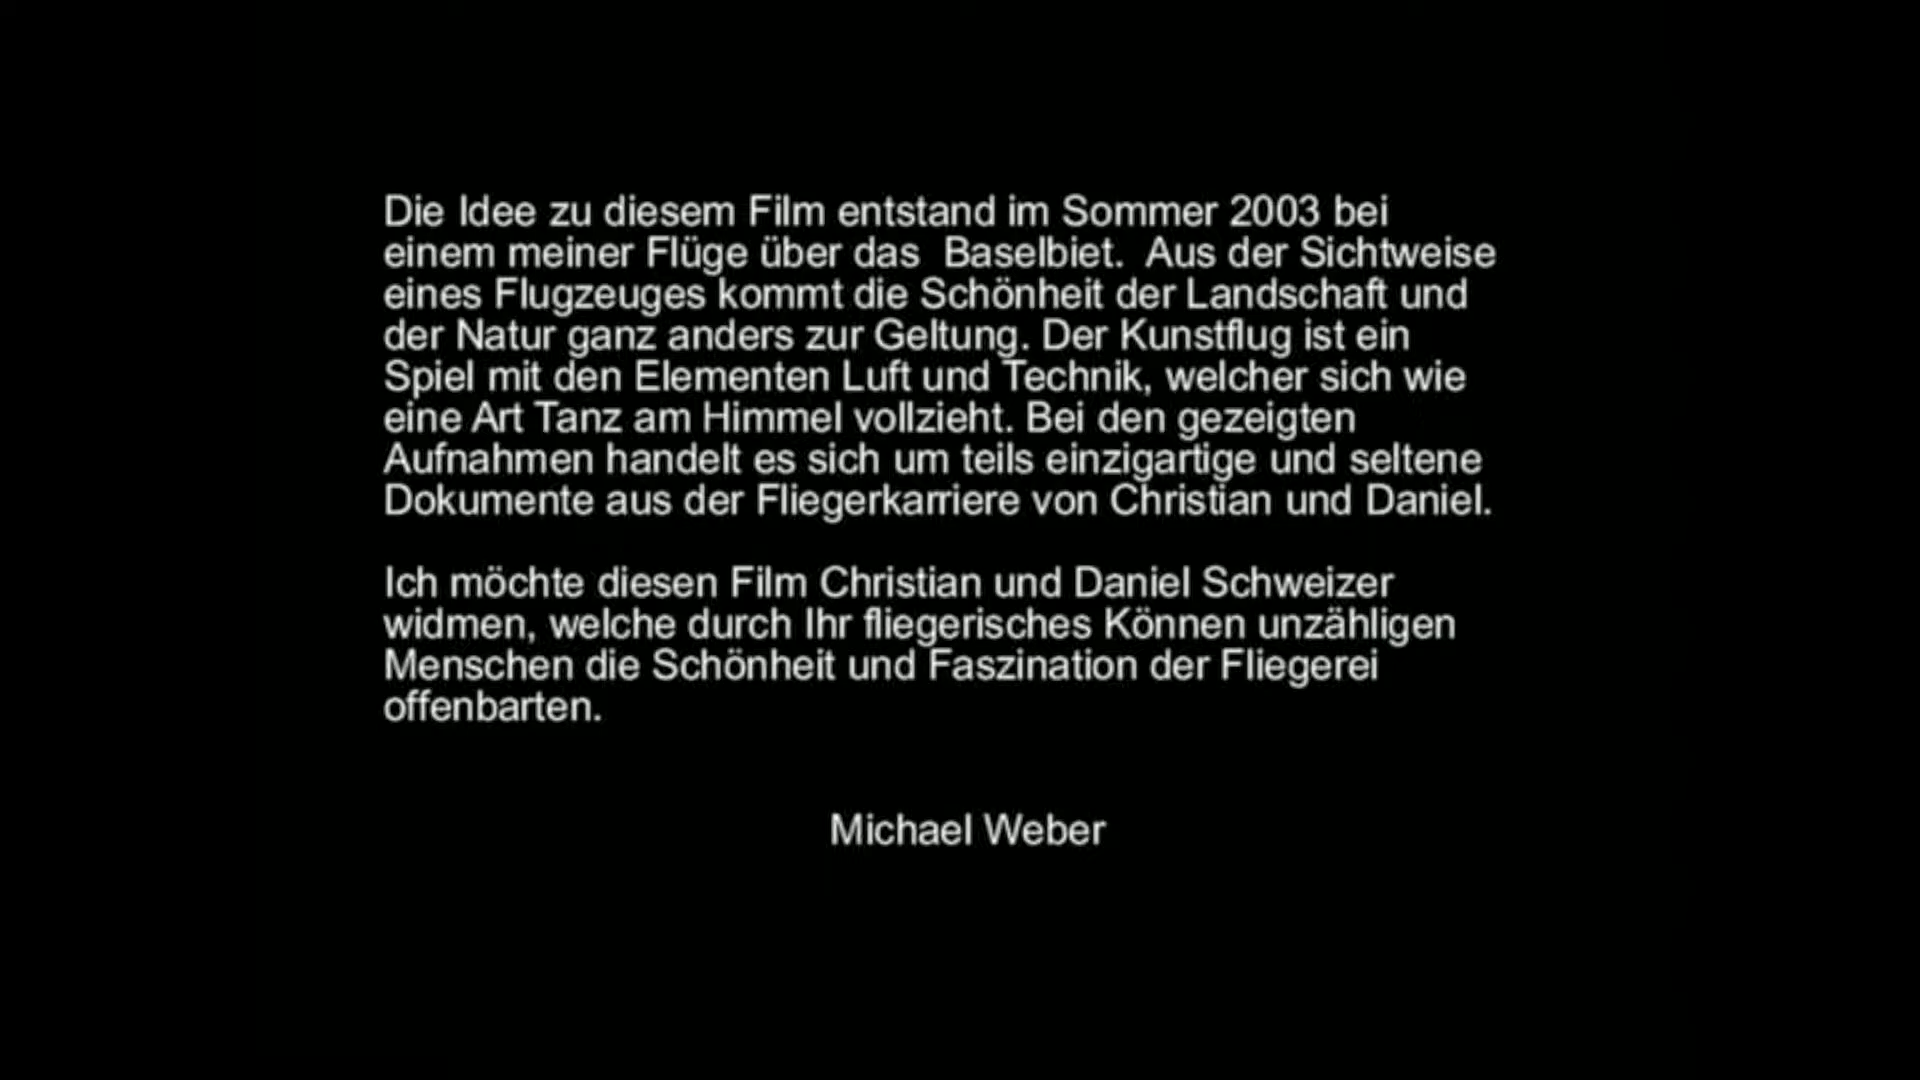 Die Idee zu diesem Film entstand im Sommer 2003 bei
einem meiner Flüge über das  Baselbiet.  Aus der Sichtweise
eines Flugzeuges kommt die Schönheit der Landschaft und
der Natur ganz anders zur Geltung. Der Kunstflug ist ein
Spiel mit den Elementen Luft und Technik, welcher sich wie
eine Art Tanz am Himmel vollzieht. Bei den gezeigten
Aufnahmen handelt es sich um teils einzigartige und seltene
Dokumente aus der Fliegerkarriere von Christian und Daniel.
Ich möchte diesen Film Christian und Daniel Schweizer
widmen, welche durch Ihr fliegerisches Können unzähligen
Menschen die Schönheit und Faszination der Fliegerei
offenbarten.
Michael Weber